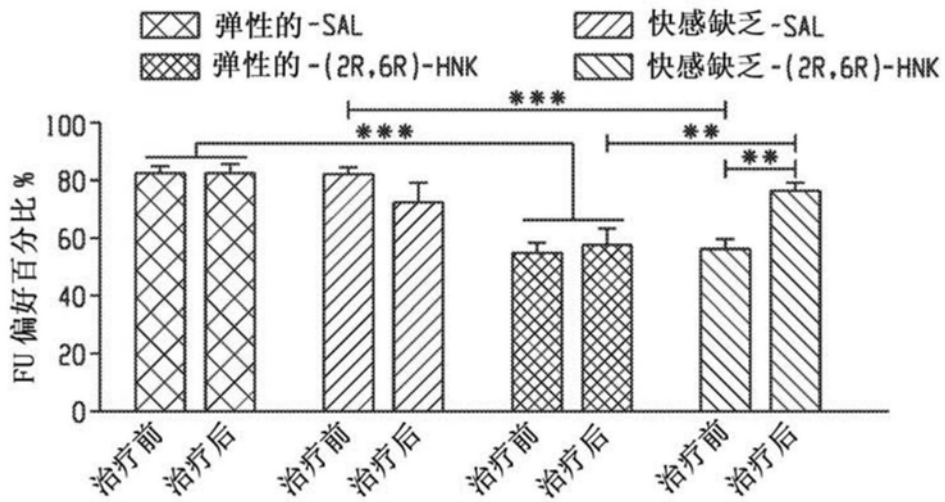 弹性的-SAL
快感缺乏-SAL
弹性的-(2R,6R)-HNK
快感缺乏-(2R,6R)-HNK
***
***
**
**
FU 偏好百分比 %
100
80
60
40
20
0
治疗前
治疗后
治疗前
治疗后
治疗前
治疗后
治疗前
治疗后